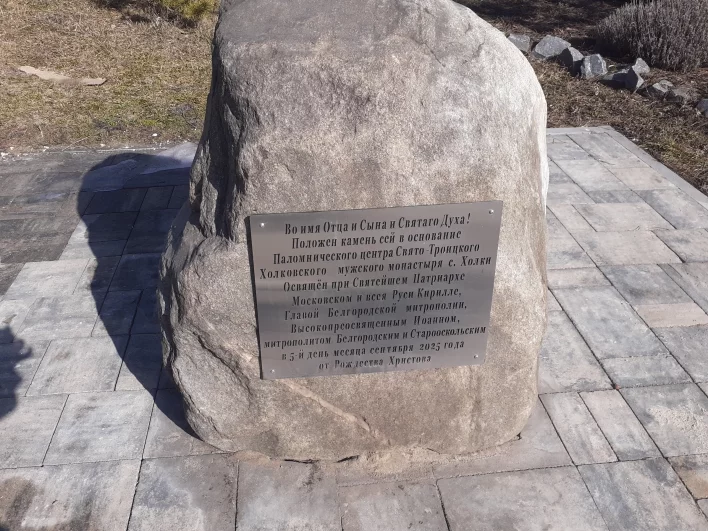 Во имя Отца и Сына и Святаго Духа!
Положен камень сей в основание
Паломнического центра Свято Троицкого
Холковского мужского монастыря с. Холки
Освящён при Святейшем Патриархе
Московском и всея Руси Кирилле,
Главой Белгородской митрополии,
Высокопреосвященным Иоанном,
митрополитом Белгородским и Старооскольским
в 5-й день месяца сентября 2025 года
от Рождества Христова